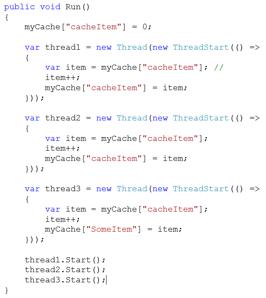 public void Run()
{
myCache["cacheItem"] = 0;
var thread1 = new Thread(new ThreadStart(() =>
{
var item = myCache["cacheItem"]; //
item++;
myCache["cacheItem"] = item;
}));
var thread2 = new Thread(new ThreadStart(() =>
{
var item = myCache["cacheItem"];
item++;
myCache["cacheItem"] = item;
}));
var thread3 = new Thread(new ThreadStart(() =>
{
var item = myCache["cacheItem"];
item++;
myCache["SomeItem"] = item;
}));
thread1.Start();
thread2.Start();
thread3.Start();
}